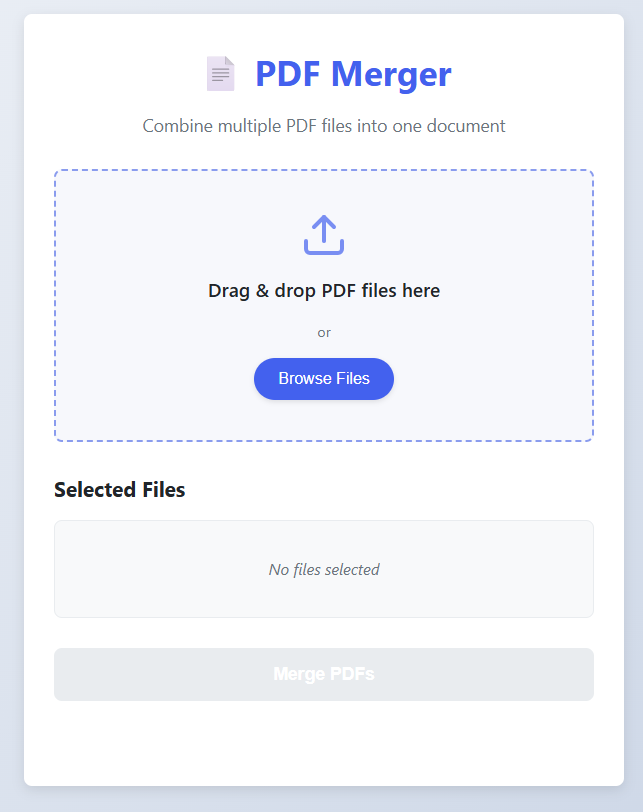 PDF Merger
Combine multiple PDF files into one document
Drag & drop PDF files here
or
Browse Files
Selected Files
No files selected
Merge PDFs